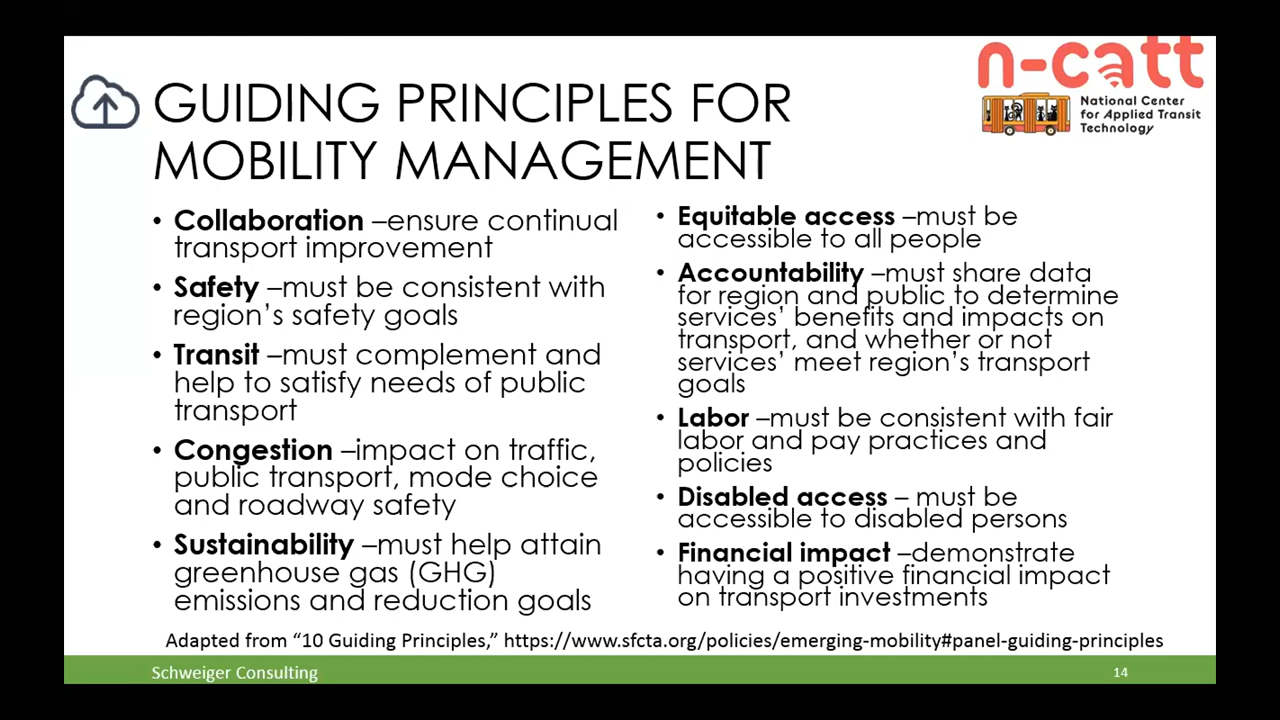 n-catt
National Center
for Applied Transit
Technology
GUIDING PRINCIPLES FOR
MOBILITY MANAGEMENT
• Collaboration –ensure continual
transport improvement
• Safety –must be consistent with
region’s safety goals
• Transit –must complement and
help to satisfy needs of public
transport
• Congestion –impact on traffic,
public transport, mode choice
and roadway safety
• Sustainability –must help attain
greenhouse gas (GHG)
emissions and reduction goals
• Equitable access –must be
accessible to all people
• Accountability –must share data
for region and public to determine
services’ benefits and impacts on
transport, and whether or not
services’ meet region’s transport
goals
• Labor –must be consistent with fair
labor and pay practices and
policies
• Disabled access – must be
accessible to disabled persons
• Financial impact –demonstrate
having a positive financial impact
on transport investments
Adapted from “10 Guiding Principles,” https://www.sfcta.org/policies/emerging-mobility#panel-guiding-principles
Schweiger Consulting
14